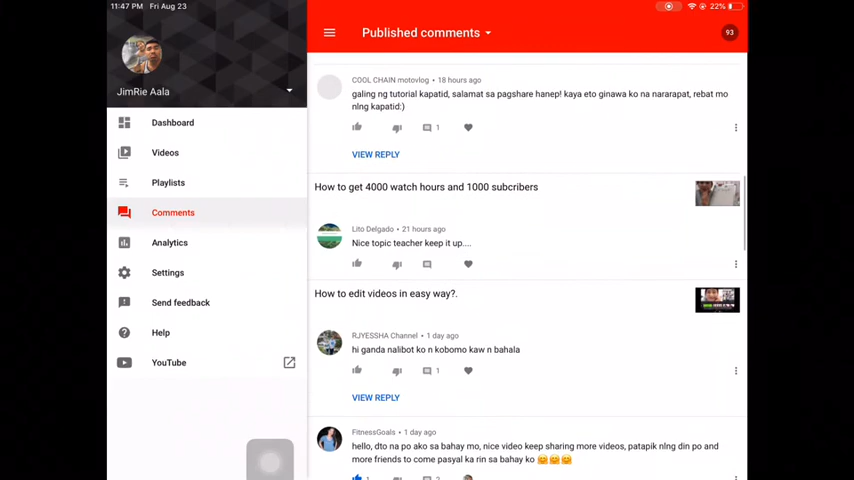 11:47 PM Fri Aug 23
22%
JimRie Aala
Dashboard
Videos
Playlists
Comments
Analytics
Settings
Send feedback
Help
YouTube
Published comments
93
COOL CHAIN motovlog • 18 hours ago
galing ng tutorial kapatid, salamat sa pagshare hanep! kaya eto ginawa ko na nararapat, rebat mo
nlng kapatid:)
1
VIEW REPLY
How to get 4000 watch hours and 1000 subcribers
Lito Delgado • 21 hours ago
Nice topic teacher keep it up....
How to edit videos in easy way?.
RJYESSHA Channel • 1 day ago
hi ganda nalibot ko n kobomo kaw n bahala
1
VIEW REPLY
FitnessGoals • 1 day ago
hello, dto na po ako sa bahay mo, nice video keep sharing more videos, patapik nlng din po and
more friends to come pasyal ka rin sa bahay ko 🤗🤗🤗
1 2